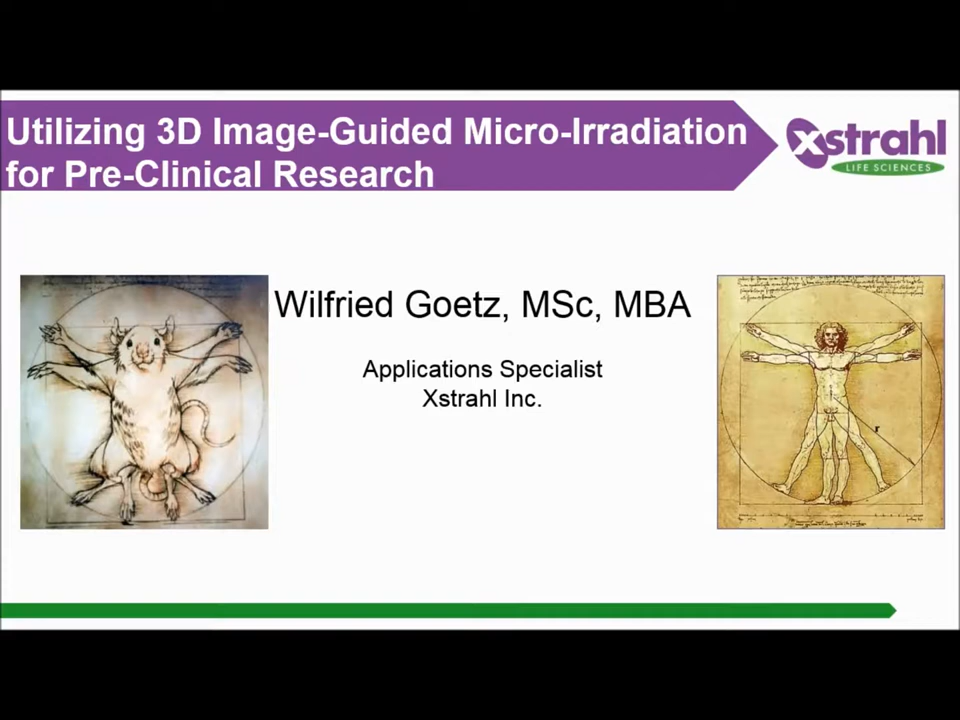 Utilizing 3D Image-Guided Micro-Irradiation
for Pre-Clinical Research
xstrahl
LIFE SCIENCES
Wilfried Goetz, MSc, MBA
Applications Specialist
Xstrahl Inc.
r